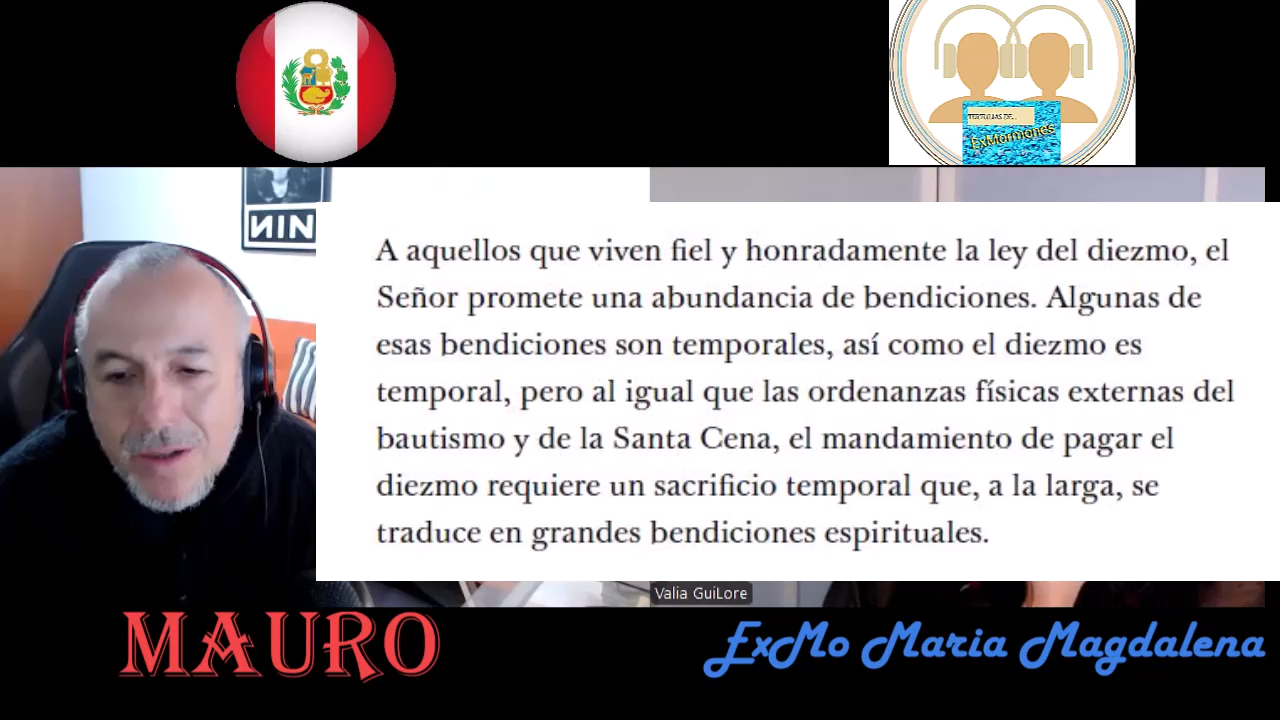 TERTULIAS DE...
ExMormones
NIN
A aquellos que viven fiel y honradamente la ley del diezmo, el
Señor promete una abundancia de bendiciones. Algunas de
esas bendiciones son temporales, así como el diezmo es
temporal, pero al igual que las ordenanzas físicas externas del
bautismo y de la Santa Cena, el mandamiento de pagar el
diezmo requiere un sacrificio temporal que, a la larga, se
traduce en grandes bendiciones espirituales.
Valia GuiLore
MAURO
ExMo Maria Magdalena